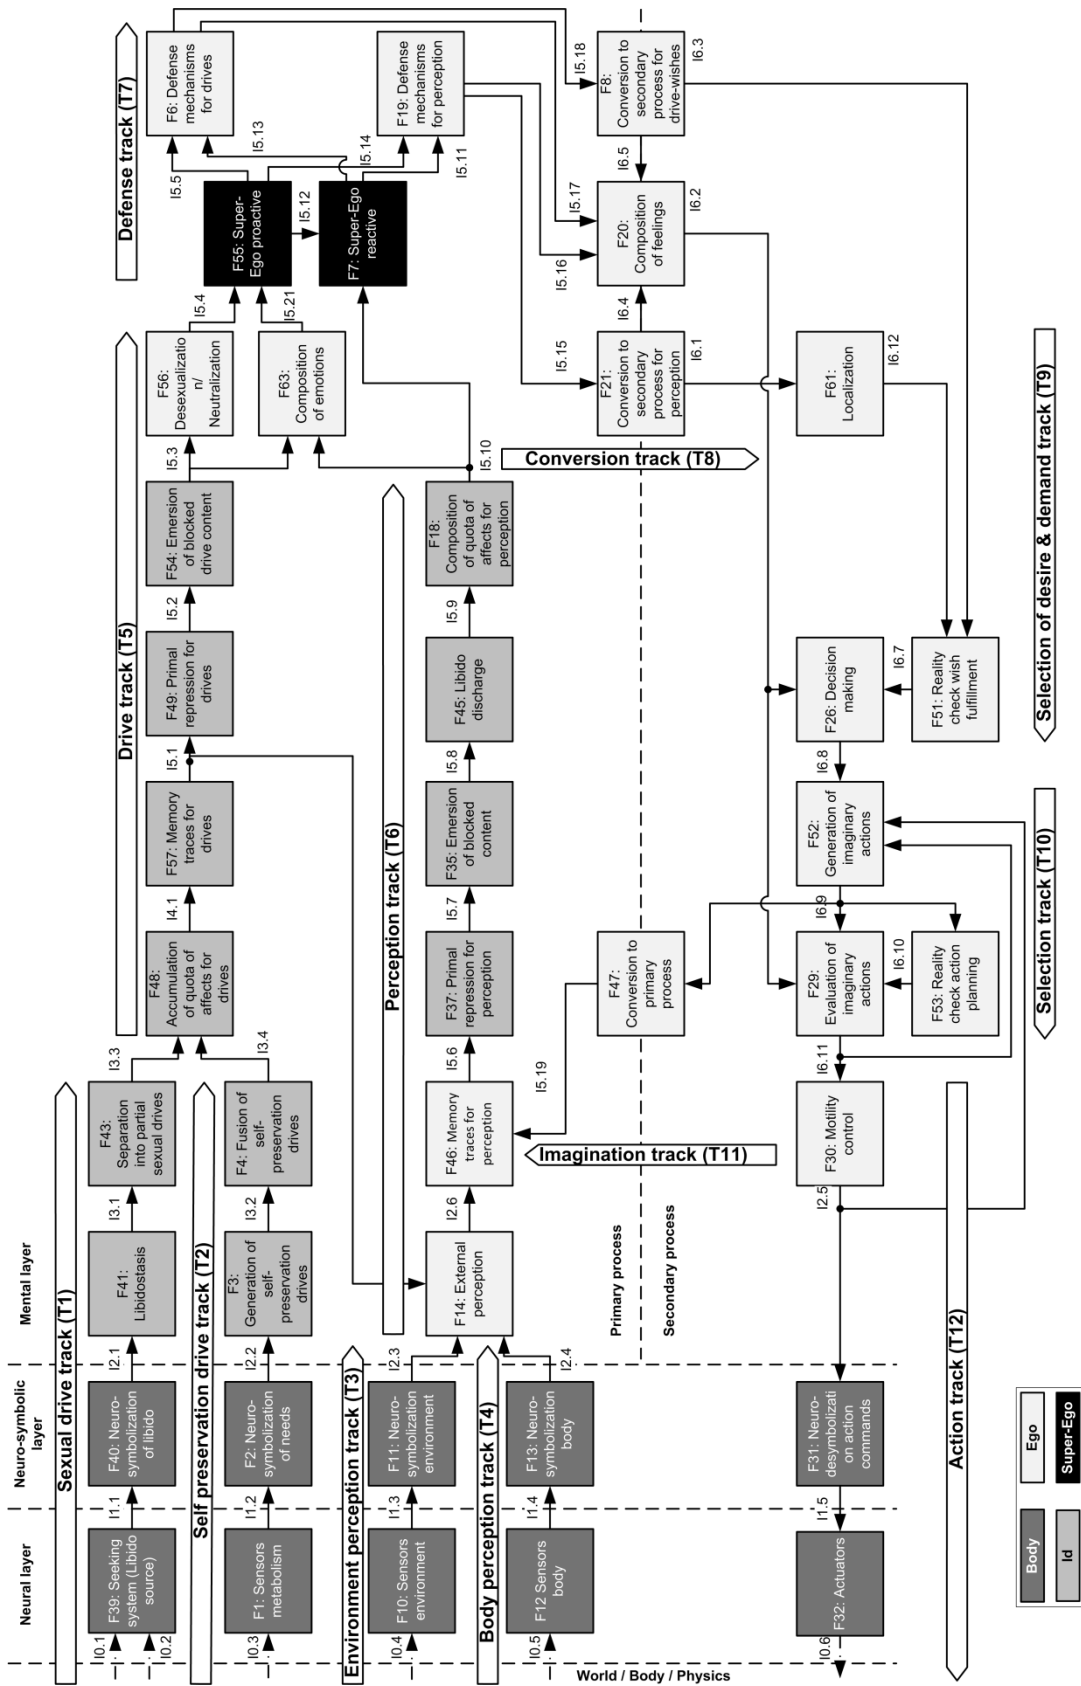 Neural layer
Neuro-symbolic
layer
Mental layer
Sexual drive track (T1)
Drive track (T5)
Defense track (T7)
I0.1
I0.2
F39: Seeking
system (Libido
source)
I1.1
F40: Neuro-
symbolization
of libido
I2.1
F41:
Libidostasis
I3.1
F43:
Separation
into partial
sexual drives
I3.3
F48:
Accumulation
of quota of
affects for
drives
I4.1
F57: Memory
traces for
drives
I5.1
F49: Primal
repression for
drives
I5.2
F54: Emersion
of blocked
drive content
I5.3
F56:
Desexualizatio
n/
Neutralization
I5.4
F55: Super-
Ego proactive
I5.5
F6: Defense
mechanisms
for drives
I5.13
Self preservation drive track (T2)
I0.3
F1: Sensors
metabolism
I1.2
F2: Neuro-
symbolization
of needs
I2.2
F3:
Generation of
self-
preservation
drives
I3.2
F4: Fusion of
self-
preservation
drives
I3.4
F63:
Composition
of emotions
I5.21
I5.12
F7: Super-Ego
reactive
I5.14
I5.11
F19: Defense
mechanisms
for perception
Environment perception track (T3)
Perception track (T6)
I0.4
F10: Sensors
environment
I1.3
F11: Neuro-
symbolization
environment
I2.3
F14: External
perception
I2.6
F46: Memory
traces for
perception
I5.6
F37: Primal
repression for
perception
I5.7
F35: Emersion
of blocked
content
I5.8
F45: Libido
discharge
I5.9
F18:
Composition
of quota of
affects for
perception
I5.10
Body perception track (T4)
I0.5
F12 Sensors
body
I1.4
F13: Neuro-
symbolization
body
I2.4
Imagination track (T11)
I5.19
Conversion track (T8)
I5.15
I5.16
I5.17
I5.18
Primary process
Secondary process
F47:
Conversion to
primary
process
F21:
Conversion to
secondary
process for
perception
I6.4
F20:
Composition
of feelings
I6.5
F8:
Conversion to
secondary
process for
drive-wishes
I6.1
I6.2
I6.3
World / Body / Physics
I0.6
F32: Actuators
I1.5
F31: Neuro-
desymbolizati
on action
commands
I2.5
F30: Motility
control
I6.11
F29:
Evaluation of
imaginary
actions
I6.9
F52:
Generation of
imaginary
actions
I6.8
F26: Decision
making
F61:
Localization
I6.12
I6.10
F53: Reality
check action
planning
I6.7
F51: Reality
check wish
fulfillment
Action track (T12)
Selection track (T10)
Selection of desire & demand track (T9)
Body
Ego
Id
Super-Ego